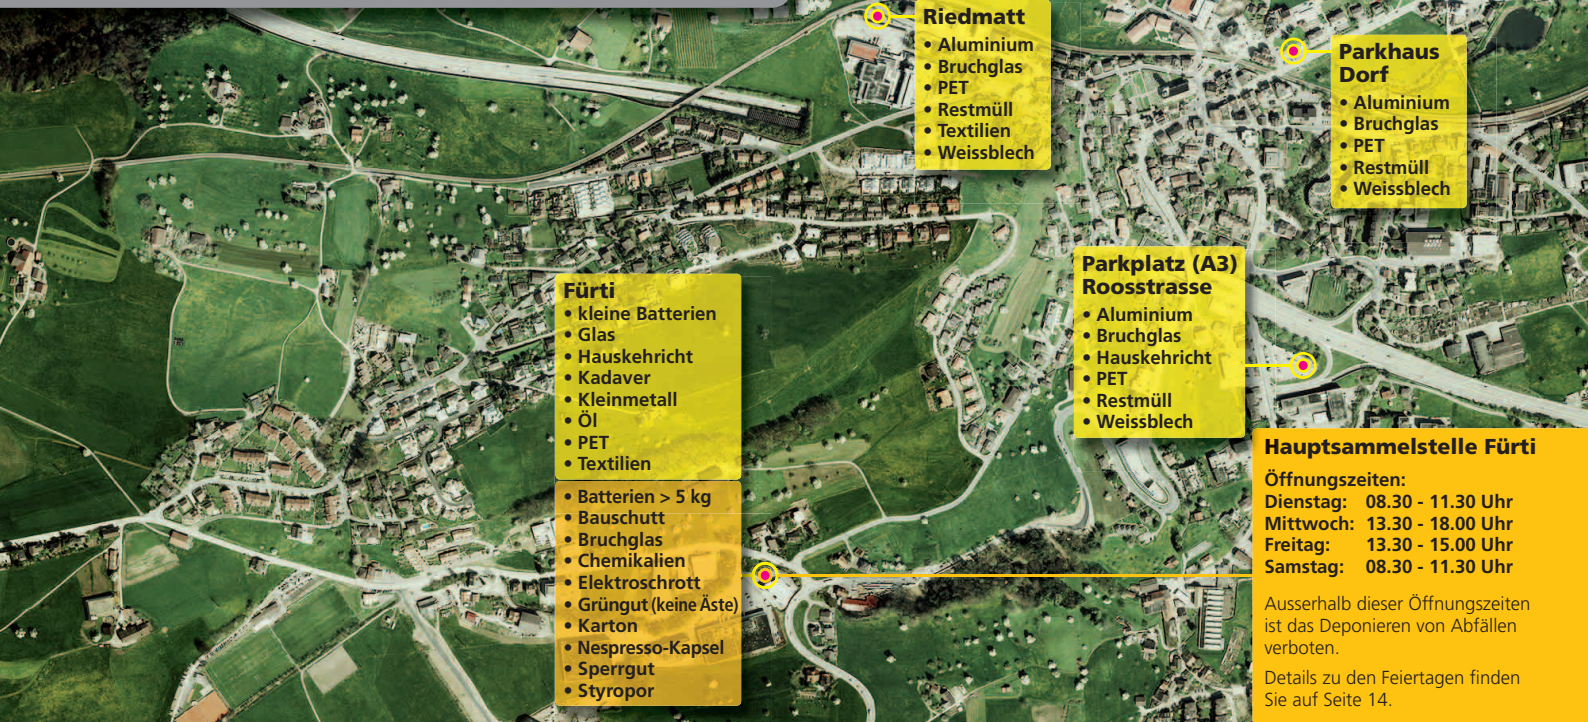 Riedmatt
• Aluminium
• Bruchglas
• PET
• Restmüll
• Textilien
• Weissblech
Parkhaus
Dorf
• Aluminium
• Bruchglas
• PET
• Restmüll
• Weissblech
Parkplatz (A3)
Roosstrasse
• Aluminium
• Bruchglas
• Hauskehricht
• PET
• Restmüll
• Weissblech
Fürti
• kleine Batterien
• Glas
• Hauskehricht
• Kadaver
• Kleinmetall
• Öl
• PET
• Textilien
• Batterien > 5 kg
• Bauschutt
• Bruchglas
• Chemikalien
• Elektroschrott
• Grüngut (keine Äste)
• Karton
• Nespresso-Kapsel
• Sperrgut
• Styropor
Hauptsammelstelle Fürti
Öffnungszeiten:
Dienstag: 08.30 - 11.30 Uhr
Mittwoch: 13.30 - 18.00 Uhr
Freitag: 13.30 - 15.00 Uhr
Samstag: 08.30 - 11.30 Uhr
Ausserhalb dieser Öffnungszeiten
ist das Deponieren von Abfällen
verboten.
Details zu den Feiertagen finden
Sie auf Seite 14.